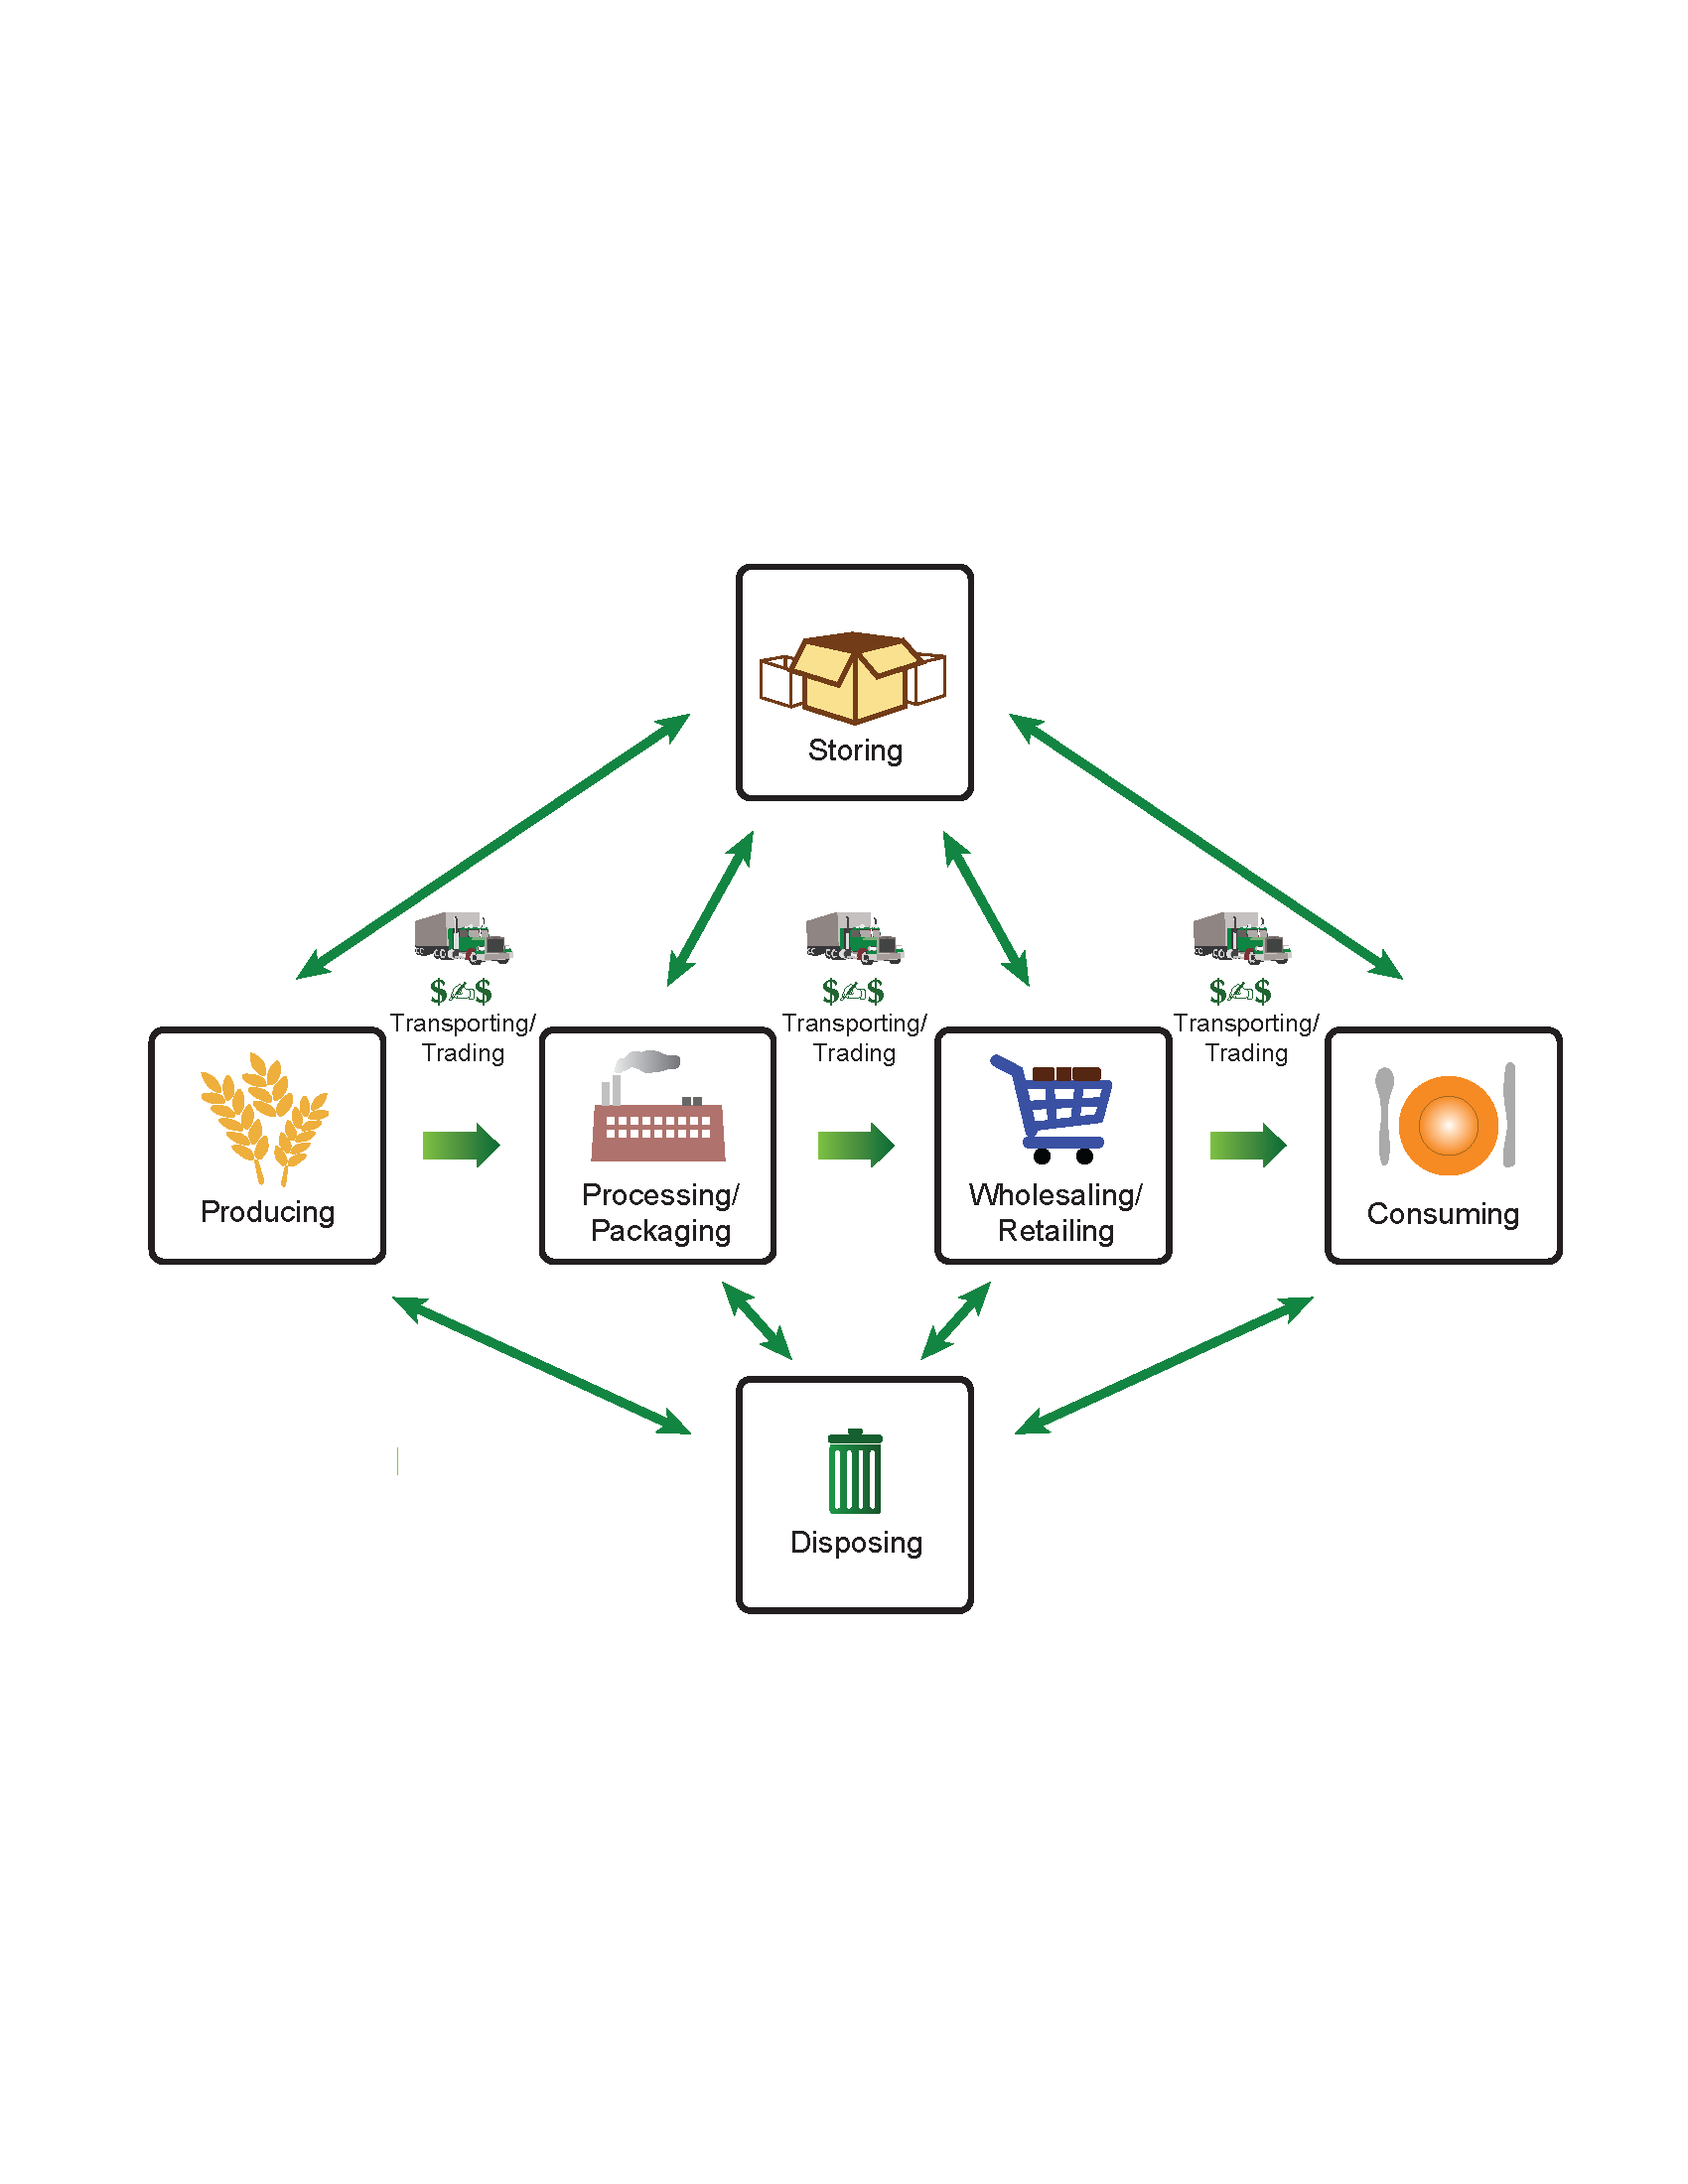 Storing
$✍$
Transporting/
Trading
$✍$
Transporting/
Trading
$✍$
Transporting/
Trading
Producing
Processing/
Packaging
Wholesaling/
Retailing
Consuming
Disposing